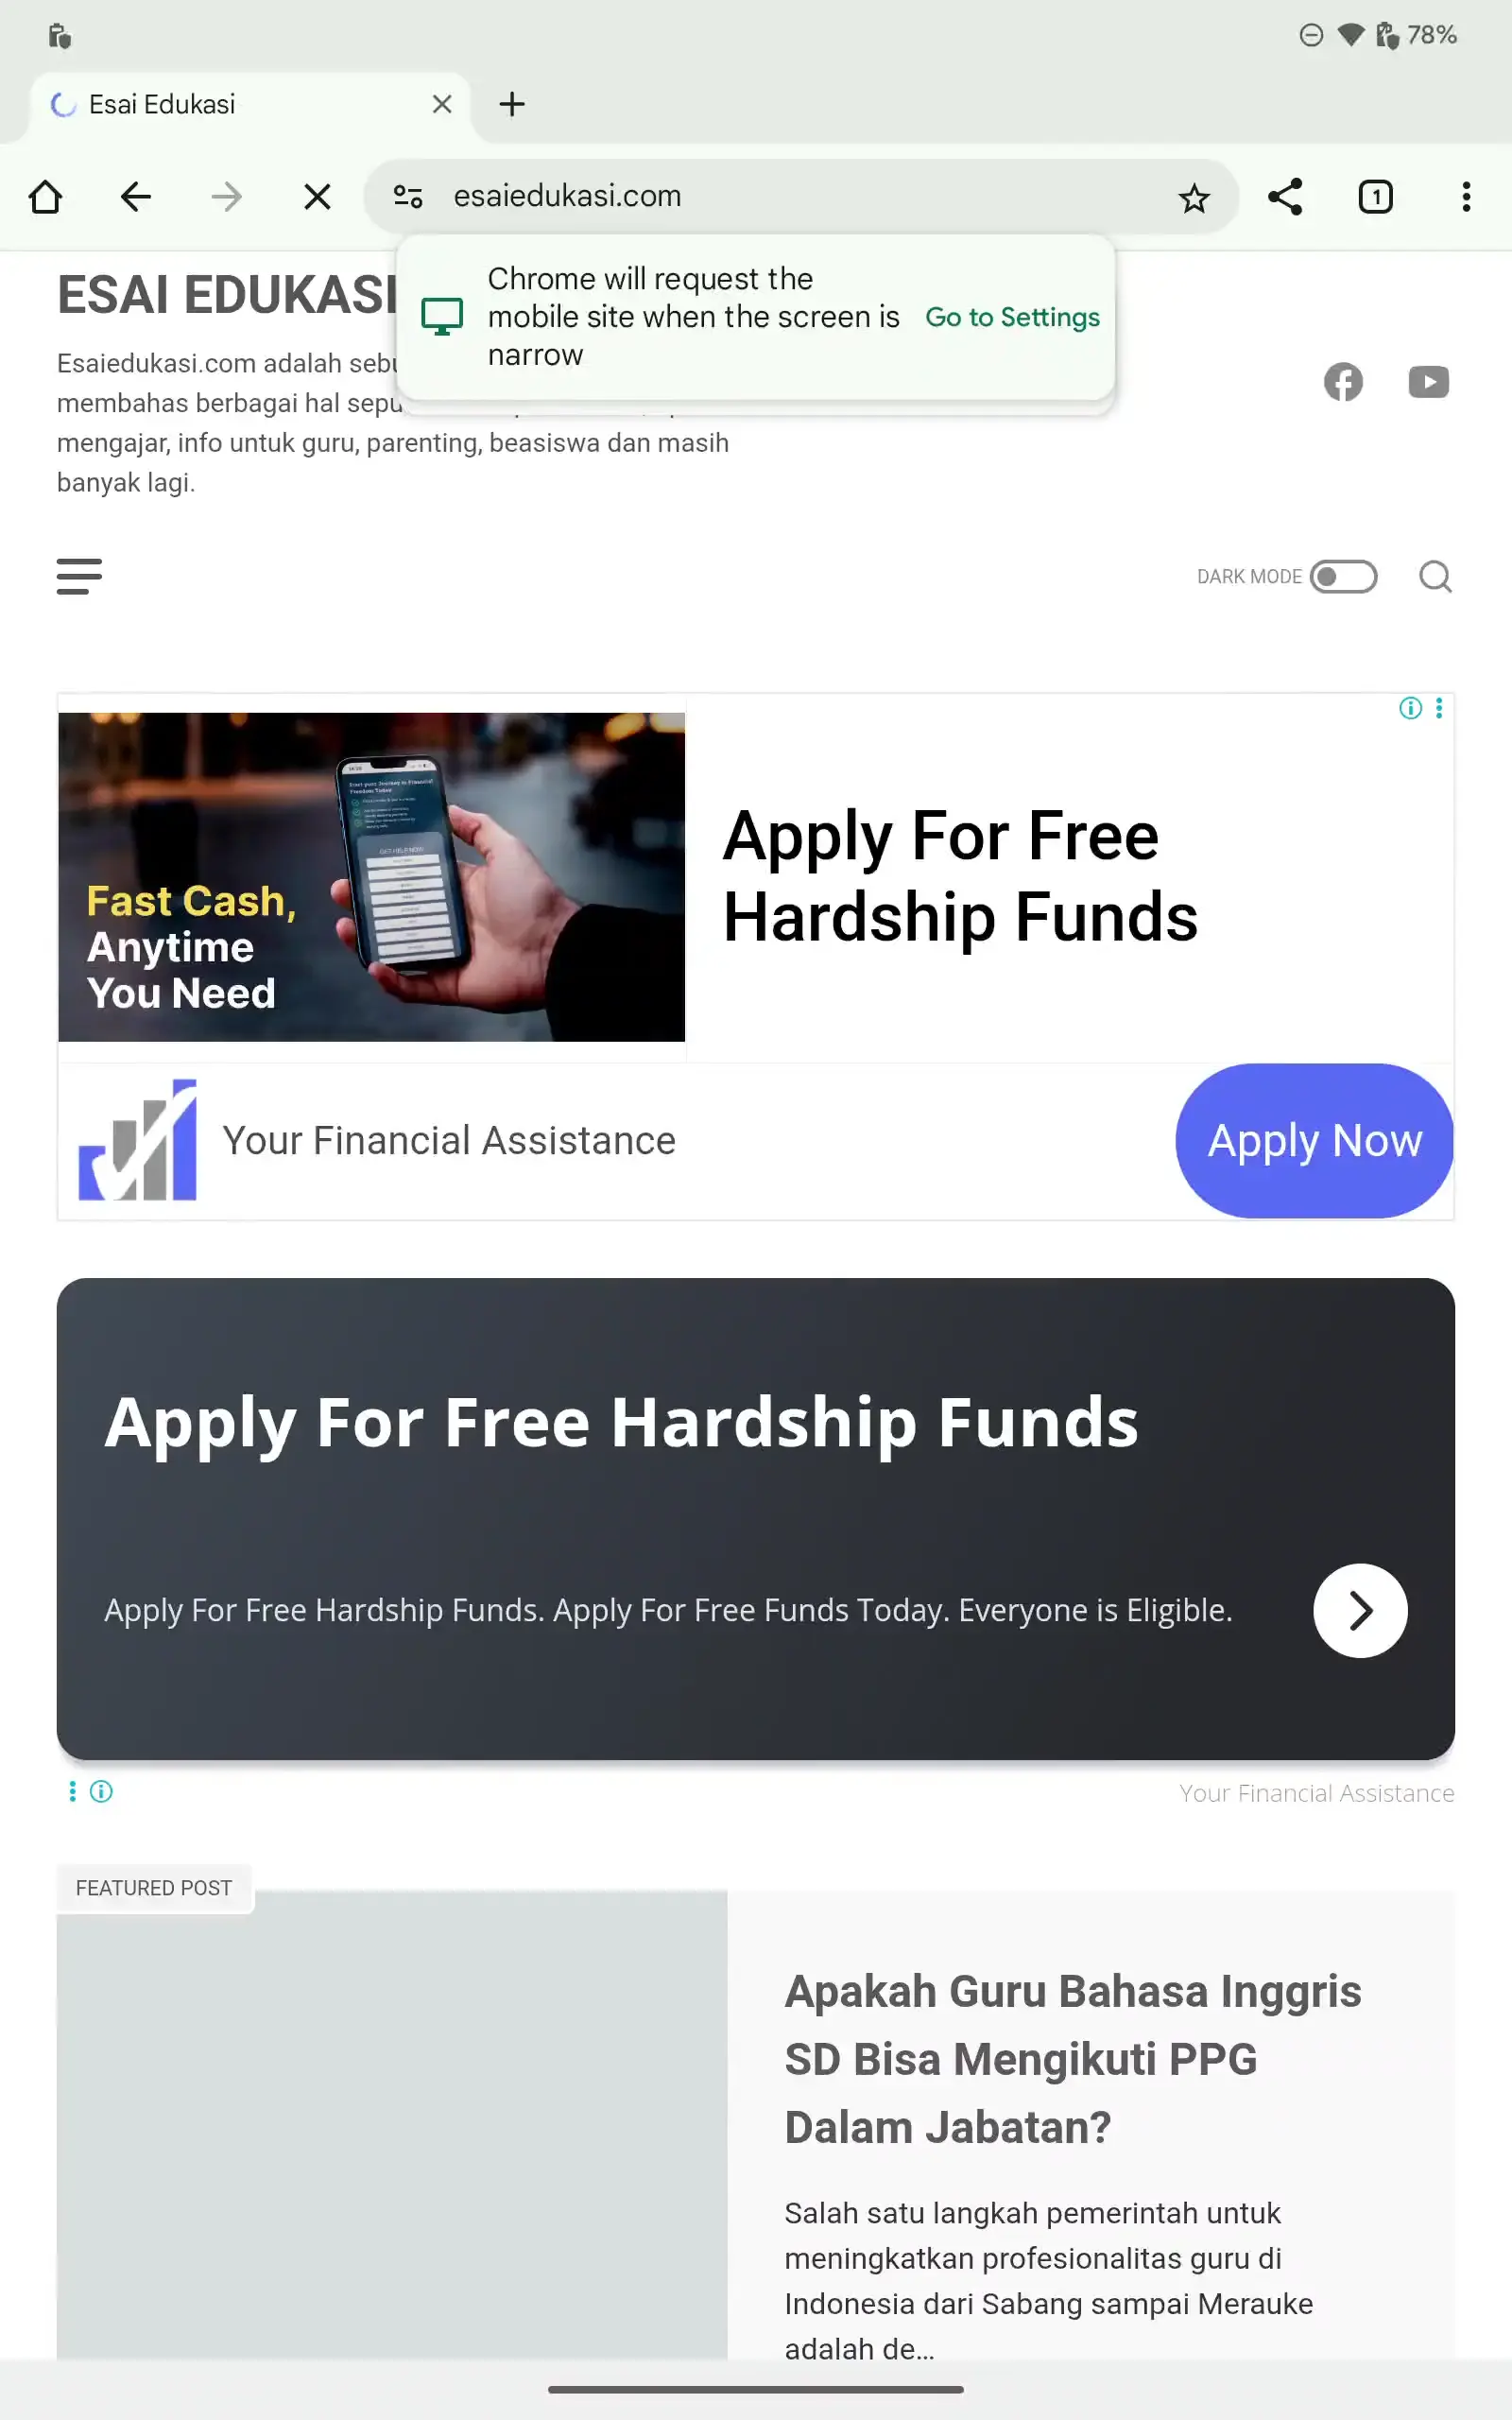 78%
Esai Edukasi
esaiedukasi.com
1
Chrome will request the
mobile site when the screen is
narrow
Go to Settings
ESAI EDUKASI
Esaiedukasi.com adalah
membahas berbagai hal
mengajar, info untuk guru, parenting, beasiswa dan masih
banyak lagi.
DARK MODE
Fast Cash,
Anytime
You Need
Apply For Free
Hardship Funds
Your Financial Assistance
Apply Now
Apply For Free Hardship Funds
Apply For Free Hardship Funds. Apply For Free Funds Today. Everyone is Eligible.
Your Financial Assistance
FEATURED POST
Apakah Guru Bahasa Inggris
SD Bisa Mengikuti PPG
Dalam Jabatan?
Salah satu langkah pemerintah untuk
meningkatkan profesionalitas guru di
Indonesia dari Sabang sampai Merauke
adalah de...